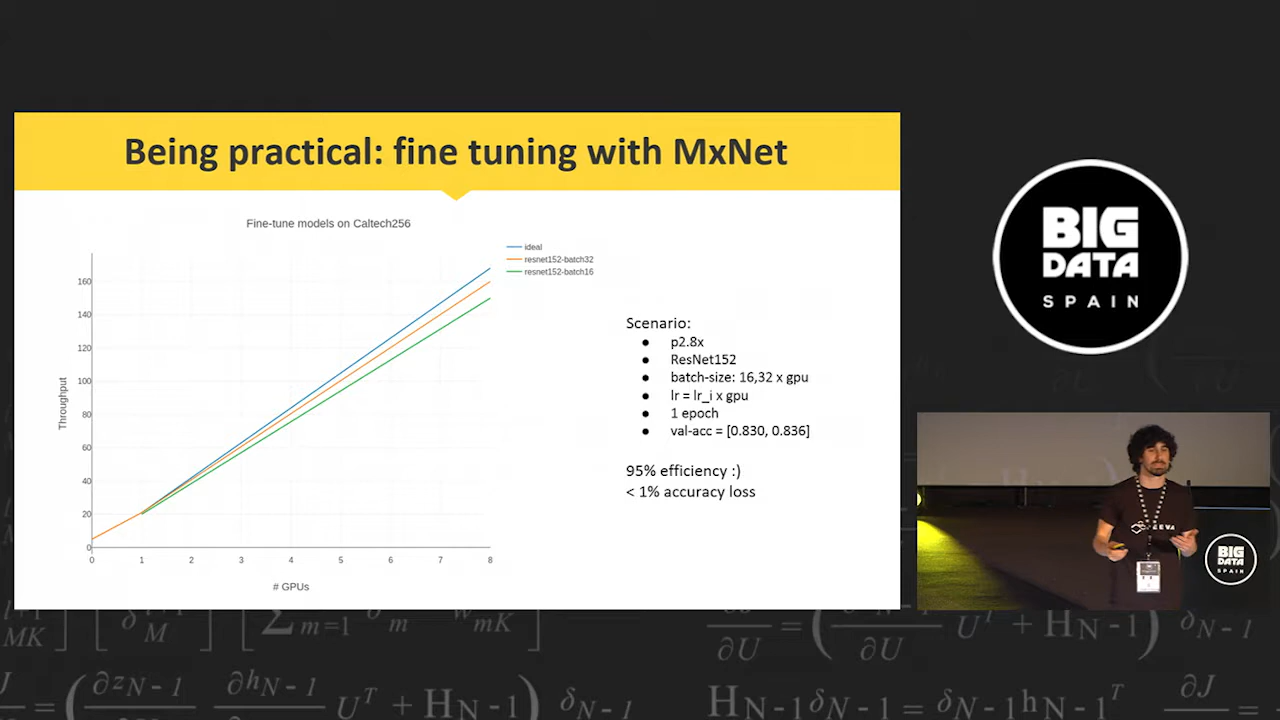 Being practical: fine tuning with MxNet
Fine-tune models on Caltech256
ideal
resnet152-batch32
resnet152-batch16
160
140
120
100
80
60
40
20
0
Throughput
0 1 2 3 4 5 6 7 8
# GPUs
Scenario:
● p2.8x
● ResNet152
● batch-size: 16,32 x gpu
● lr = lr_i x gpu
● 1 epoch
● val-acc = [0.830, 0.836]
95% efficiency :)
< 1% accuracy loss
BIG
DATA
SPAIN
BIG
DATA
SPAIN